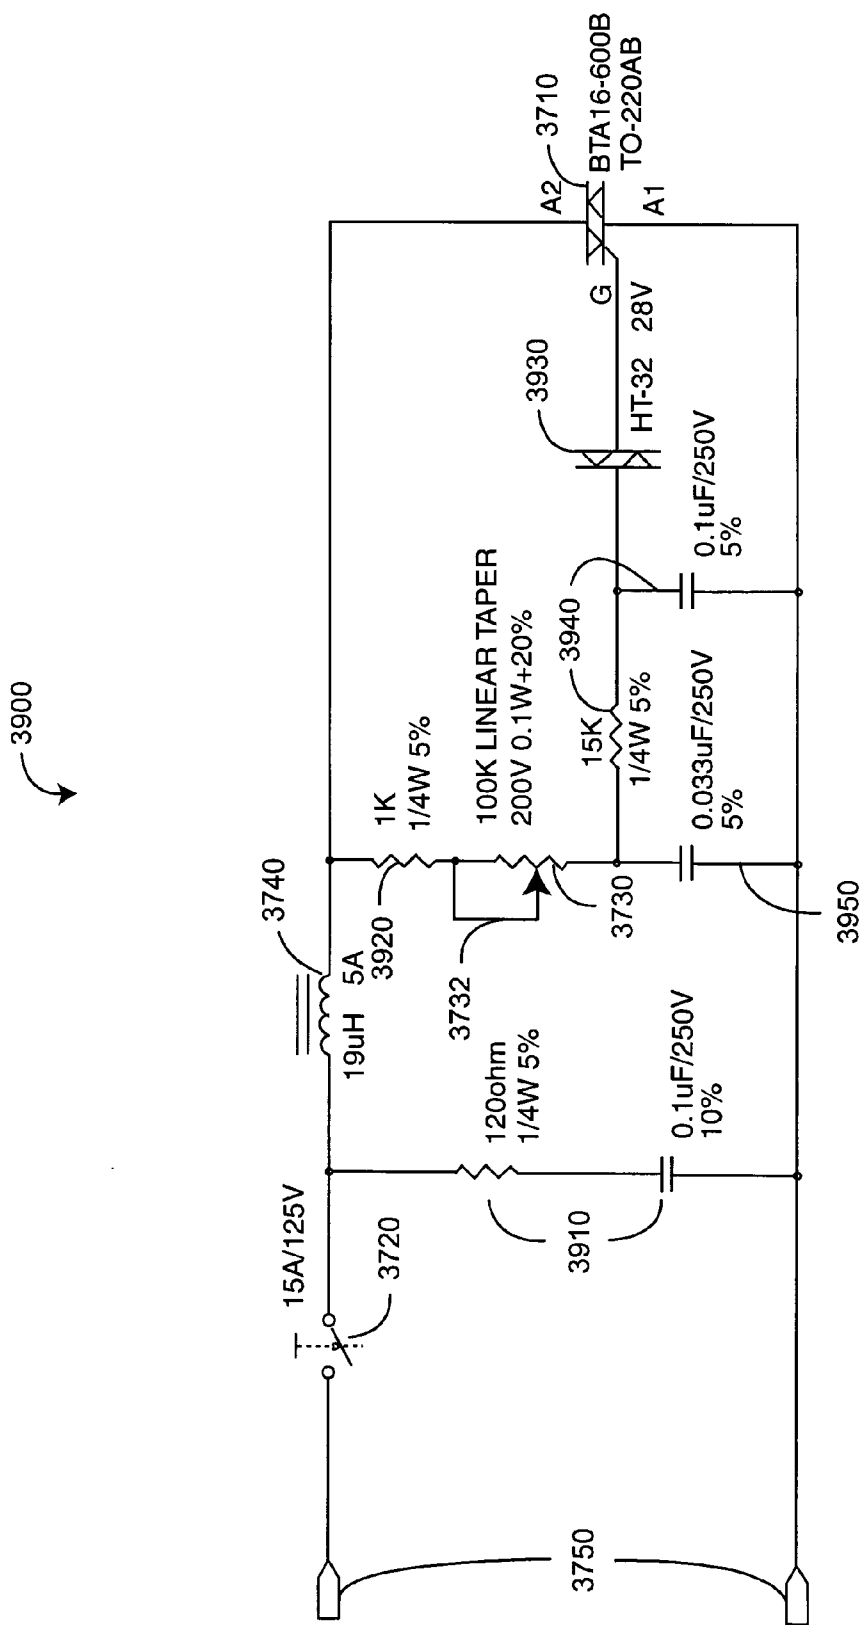 3900
15A/125V
3720
3750
19uH 5A
3740
120ohm
1/4W 5%
3910
0.1uF/250V
10%
1K
1/4W 5%
3920
3732
100K LINEAR TAPER
200V 0.1W+20%
3730
15K
1/4W 5%
3940
0.033uF/250V
5%
3950
0.1uF/250V
5%
3930
HT-32 28V
G
A2
A1
3710
BTA16-600B
TO-220AB